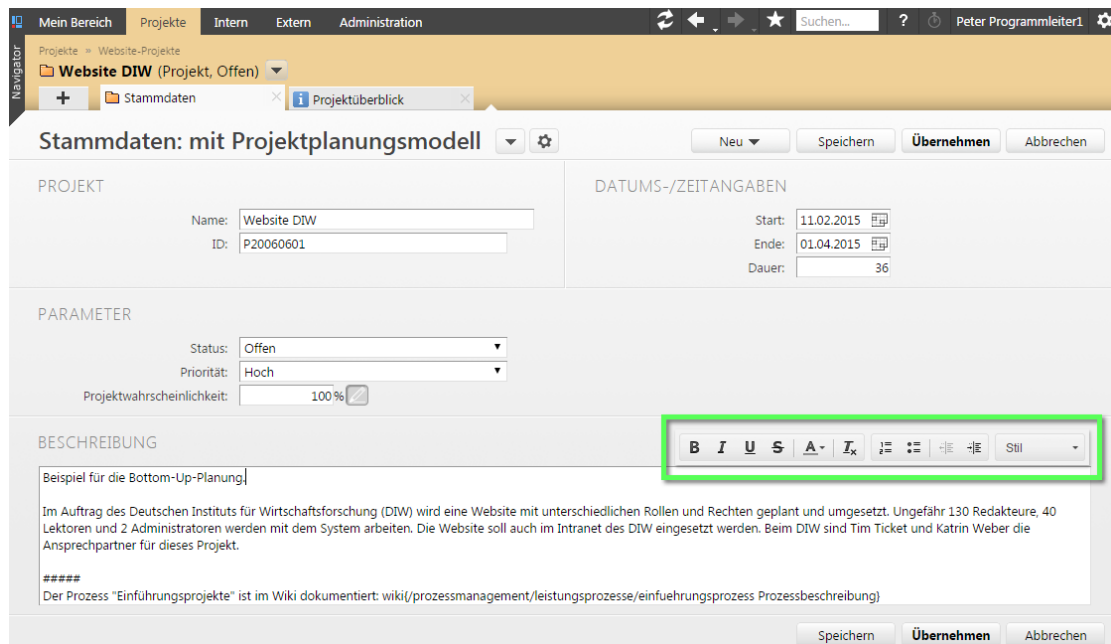 Mein Bereich Projekte Intern Extern Administration Suchen... ? Peter Programmleiter1
Navigator
Projekte » Website-Projekte
Website DIW (Projekt, Offen)
+ Stammdaten Projektüberblick
Stammdaten: mit Projektplanungsmodell Neu Speichern Übernehmen Abbrechen
PROJEKT
Name: Website DIW
ID: P20060601
DATUMS-/ZEITANGABEN
Start: 11.02.2015
Ende: 01.04.2015
Dauer: 36
PARAMETER
Status: Offen
Priorität: Hoch
Projektwahrscheinlichkeit: 100 %
BESCHREIBUNG
B I U S A Tx Stil
Beispiel für die Bottom-Up-Planung.
Im Auftrag des Deutschen Instituts für Wirtschaftsforschung (DIW) wird eine Website mit unterschiedlichen Rollen und Rechten geplant und umgesetzt. Ungefähr 130 Redakteure, 40
Lektoren und 2 Administratoren werden mit dem System arbeiten. Die Website soll auch im Intranet des DIW eingesetzt werden. Beim DIW sind Tim Ticket und Katrin Weber die
Ansprechpartner für dieses Projekt.
#####
Der Prozess "Einführungsprojekte" ist im Wiki dokumentiert: wiki{/prozessmanagement/leistungsprozesse/einfuehrungsprozess Prozessbeschreibung}
Speichern Übernehmen Abbrechen